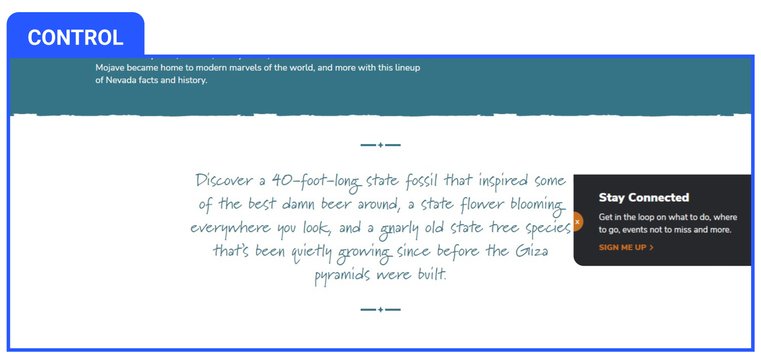 CONTROL
Mojave became home to modern marvels of the world, and more with this lineup
of Nevada facts and history.
Discover a 40-foot-long state fossil that inspired some
of the best damn beer around, a state flower blooming
everywhere you look, and a gnarly old state tree species
that's been quietly growing since before the Giza
pyramids were built.
Stay Connected
x
Get in the loop on what to do, where
to go, events not to miss and more.
SIGN ME UP >